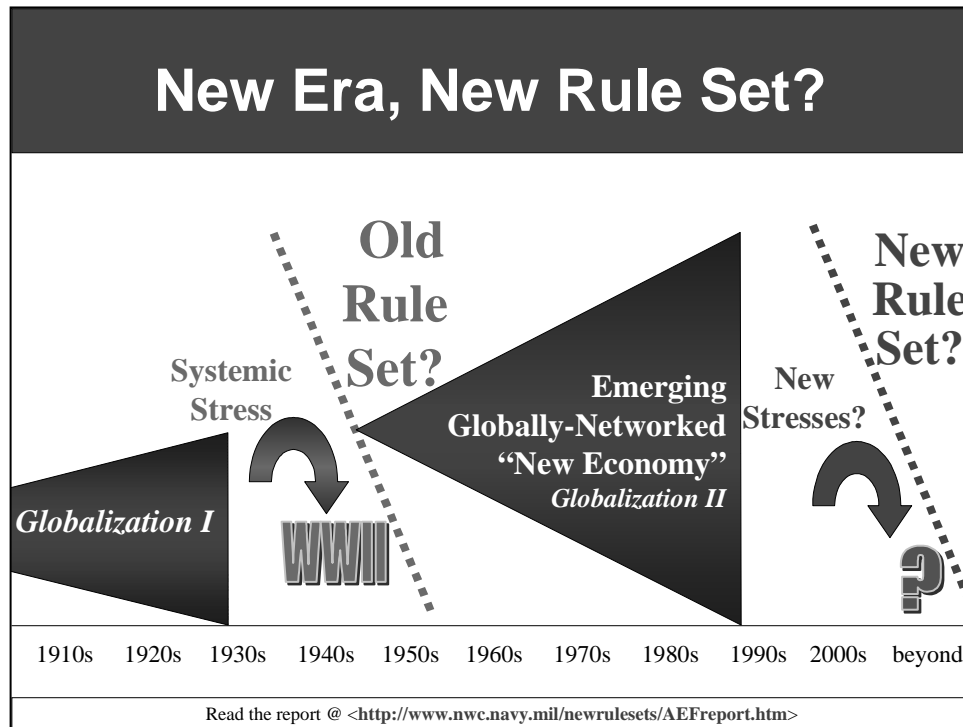 New Era, New Rule Set?
Old
Rule
Set?
New
Rule
Set?
Systemic
Stress
Emerging
Globally-Networked
“New Economy”
Globalization II
New
Stresses?
Globalization I
WWII
?
1910s 1920s 1930s 1940s 1950s 1960s 1970s 1980s 1990s 2000s beyond
Read the report @ <http://www.nwc.navy.mil/newrulesets/AEFreport.htm>